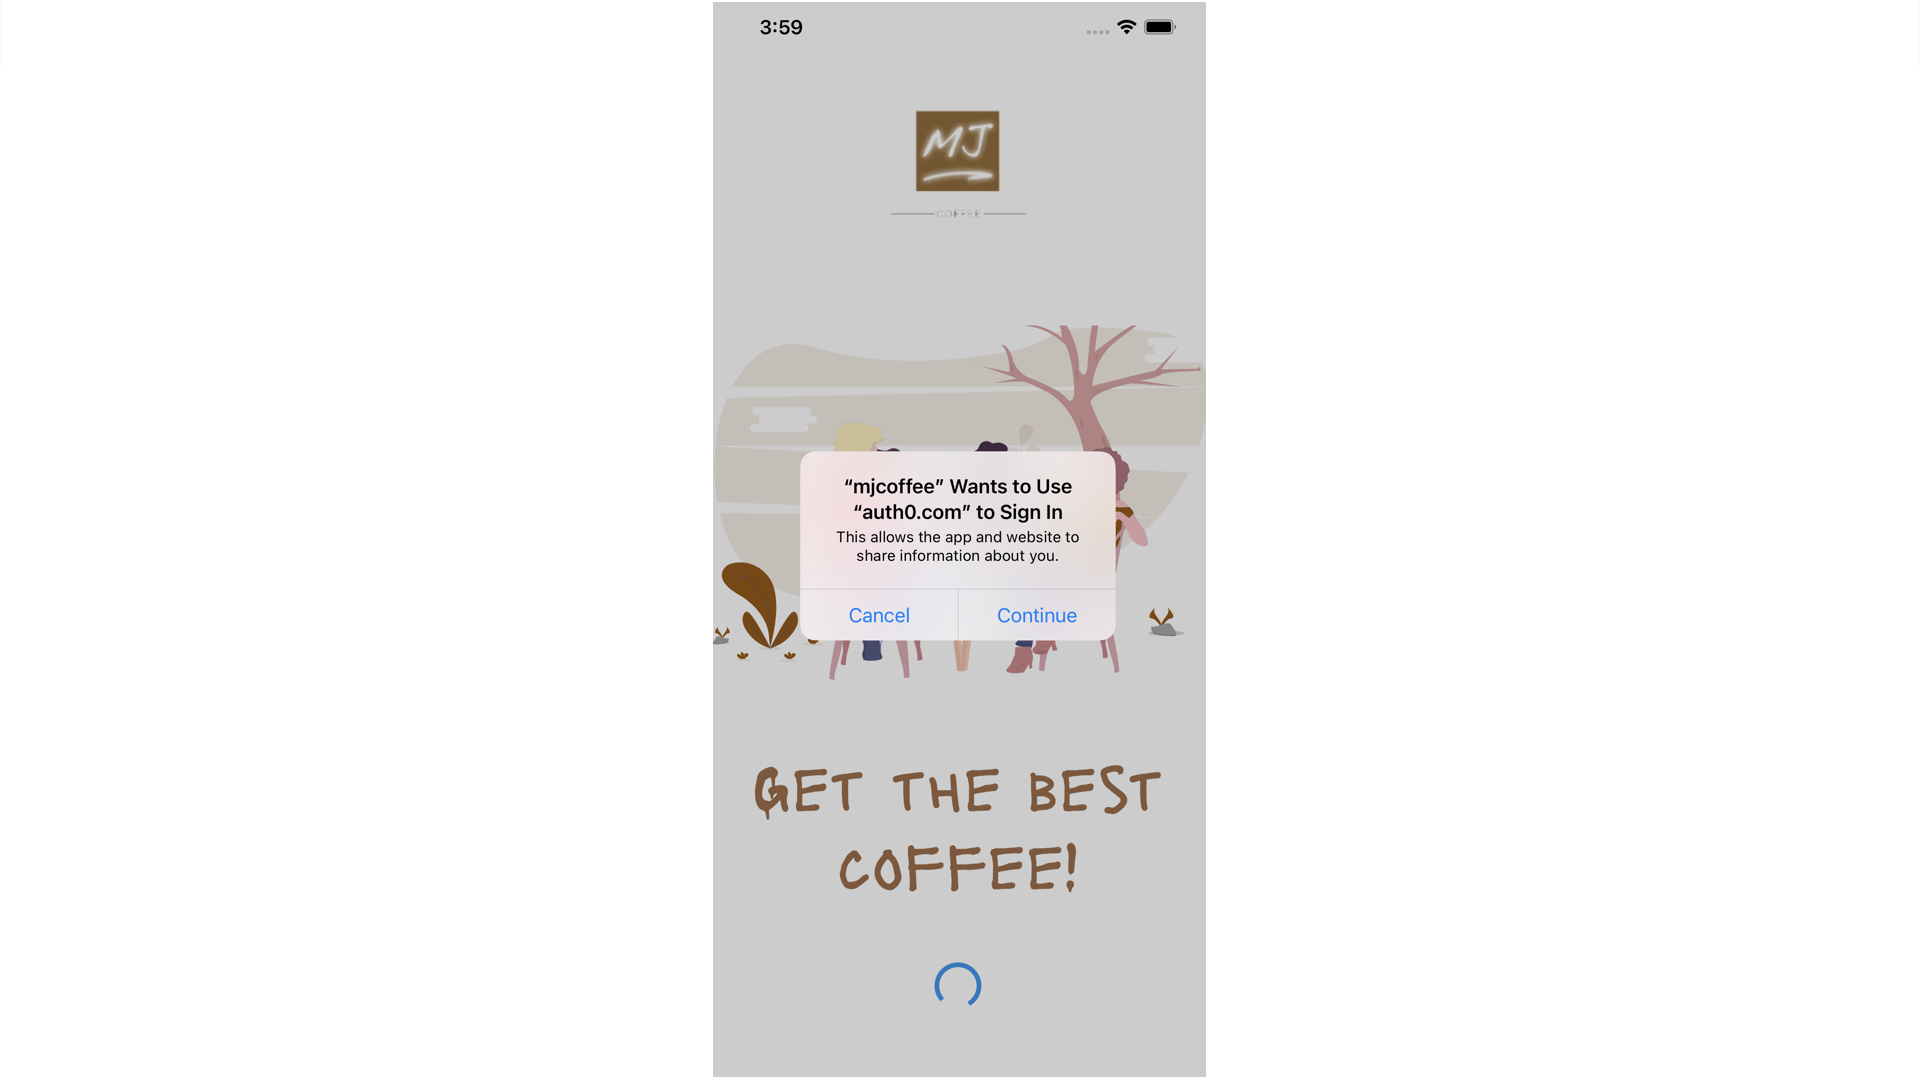 3:59
MJ
COFFEE
“mjcoffee” Wants to Use
“auth0.com” to Sign In
This allows the app and website to
share information about you.
Cancel
Continue
GET THE BEST
COFFEE!